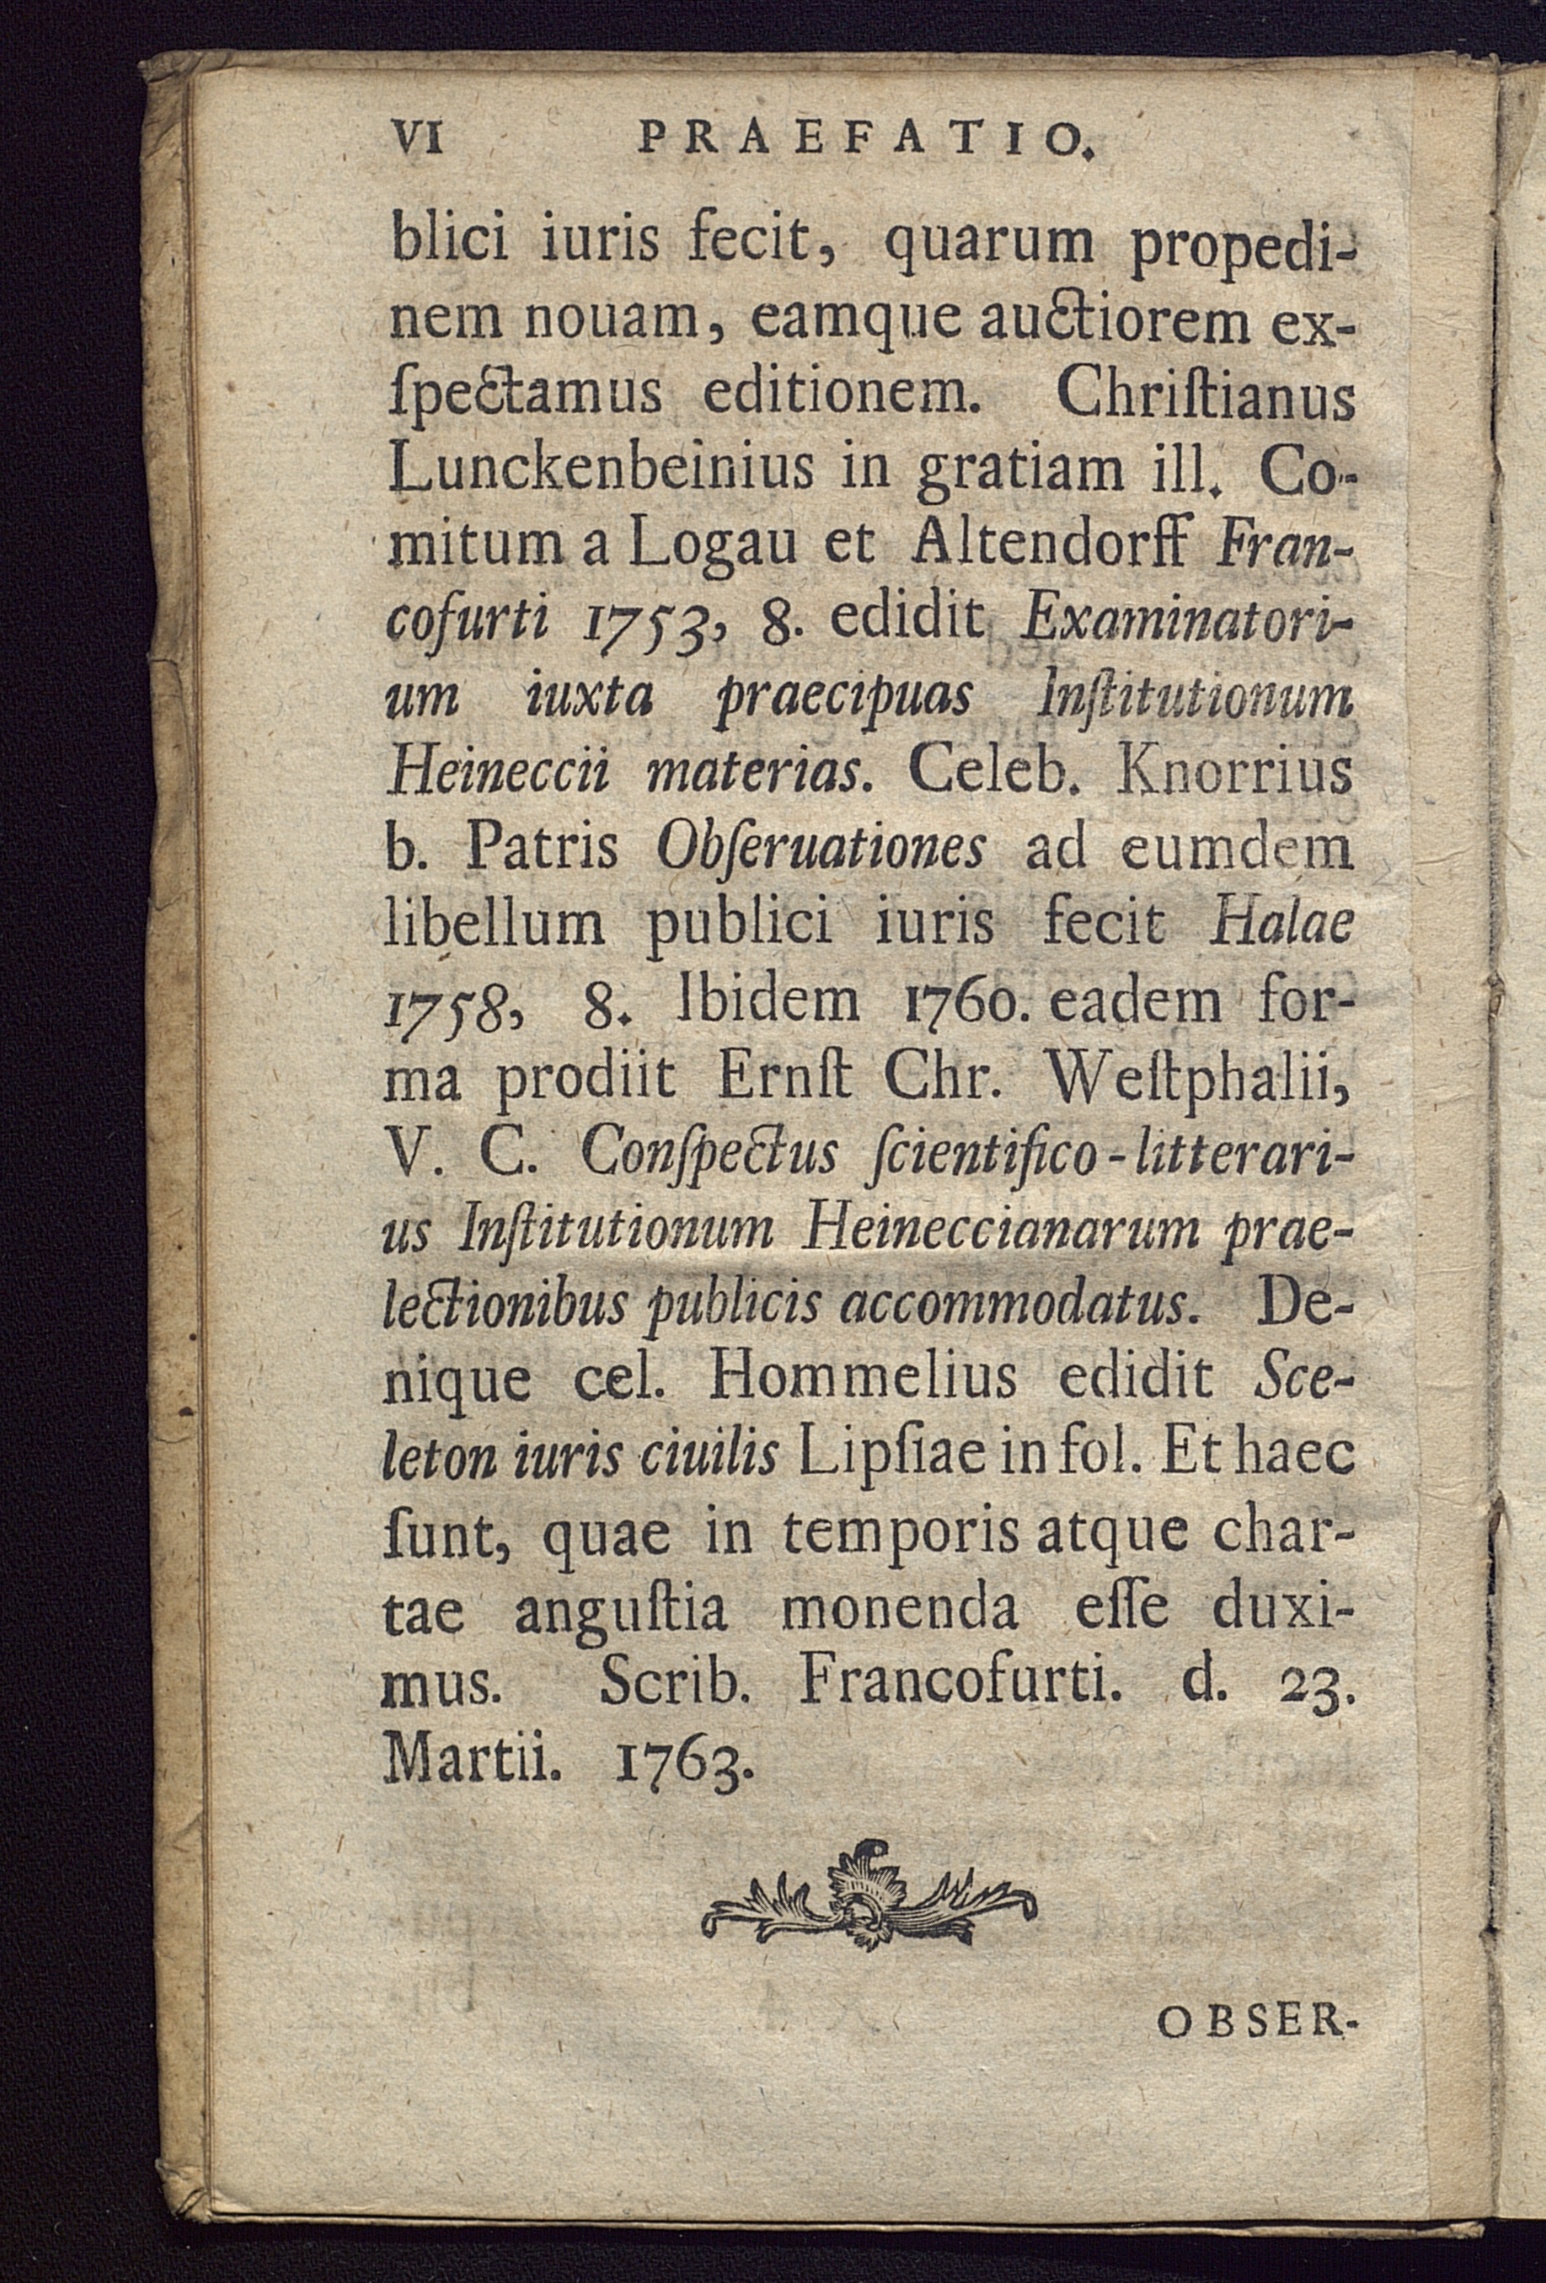 VI PRAEFATIO.
blici iuris fecit, quarum propedi-
nem nouam, eamque auctiorem ex-
ſpectamus editionem. Chriſtianus
Lunckenbeinius in gratiam ill. Co-
mitum a Logau et Altendorff Fran-
cofurti 1753, 8. edidit Examinatori-
um iuxta praecipuas Inſtitutionum
Heineccii materias. Celeb. Knorrius
b. Patris Obſeruationes ad eumdem
libellum publici iuris fecit Halae
1758, 8. Ibidem 1760. eadem for-
ma prodiit Ernſt Chr. Weſtphalii,
V. C. Conſpectus ſcientifico-litterari-
us Inſtitutionum Heineccianarum prae-
lectionibus publicis accommodatus. De-
nique cel. Hommelius edidit Sce-
leton iuris ciuilis Lipſiae in fol. Et haec
ſunt, quae in temporis atque char-
tae anguſtia monenda eſſe duxi-
mus. Scrib. Francofurti. d. 23.
Martii. 1763.
OBSER-